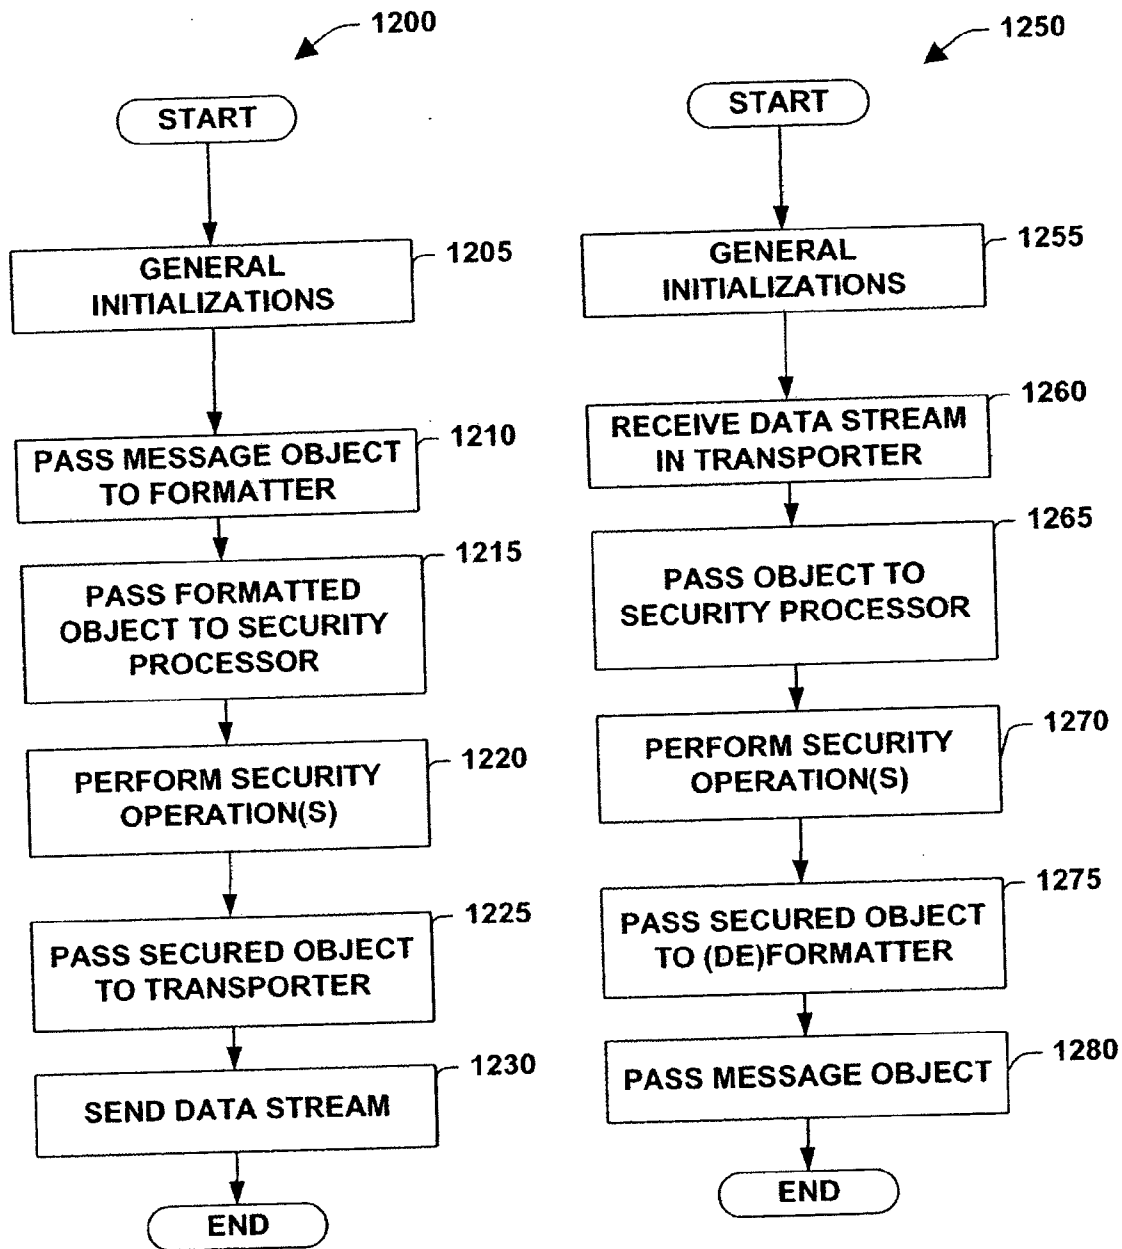 1200
START
GENERAL
INITIALIZATIONS
1205
PASS MESSAGE OBJECT
TO FORMATTER
1210
PASS FORMATTED
OBJECT TO SECURITY
PROCESSOR
1215
PERFORM SECURITY
OPERATION(S)
1220
PASS SECURED OBJECT
TO TRANSPORTER
1225
SEND DATA STREAM
1230
END
1250
START
GENERAL
INITIALIZATIONS
1255
RECEIVE DATA STREAM
IN TRANSPORTER
1260
PASS OBJECT TO
SECURITY PROCESSOR
1265
PERFORM SECURITY
OPERATION(S)
1270
PASS SECURED OBJECT
TO (DE)FORMATTER
1275
PASS MESSAGE OBJECT
1280
END